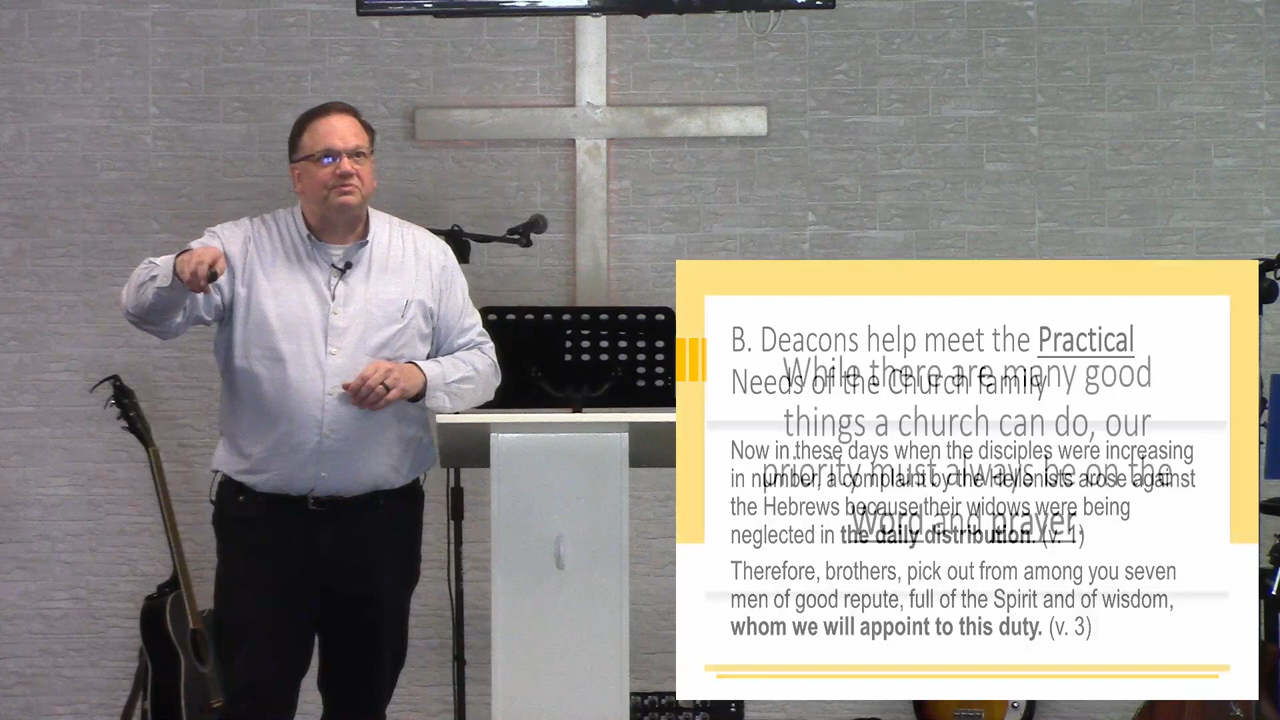 B. Deacons help meet the Practical
Needs of the Church family
While there are many good
things a church can do, our
priority must always be on the
Word and prayer.
Now in these days when the disciples were increasing
in number, a complaint by the Hellenists arose against
the Hebrews because their widows were being
neglected in the daily distribution. (v. 1)
Therefore, brothers, pick out from among you seven
men of good repute, full of the Spirit and of wisdom,
whom we will appoint to this duty. (v. 3)